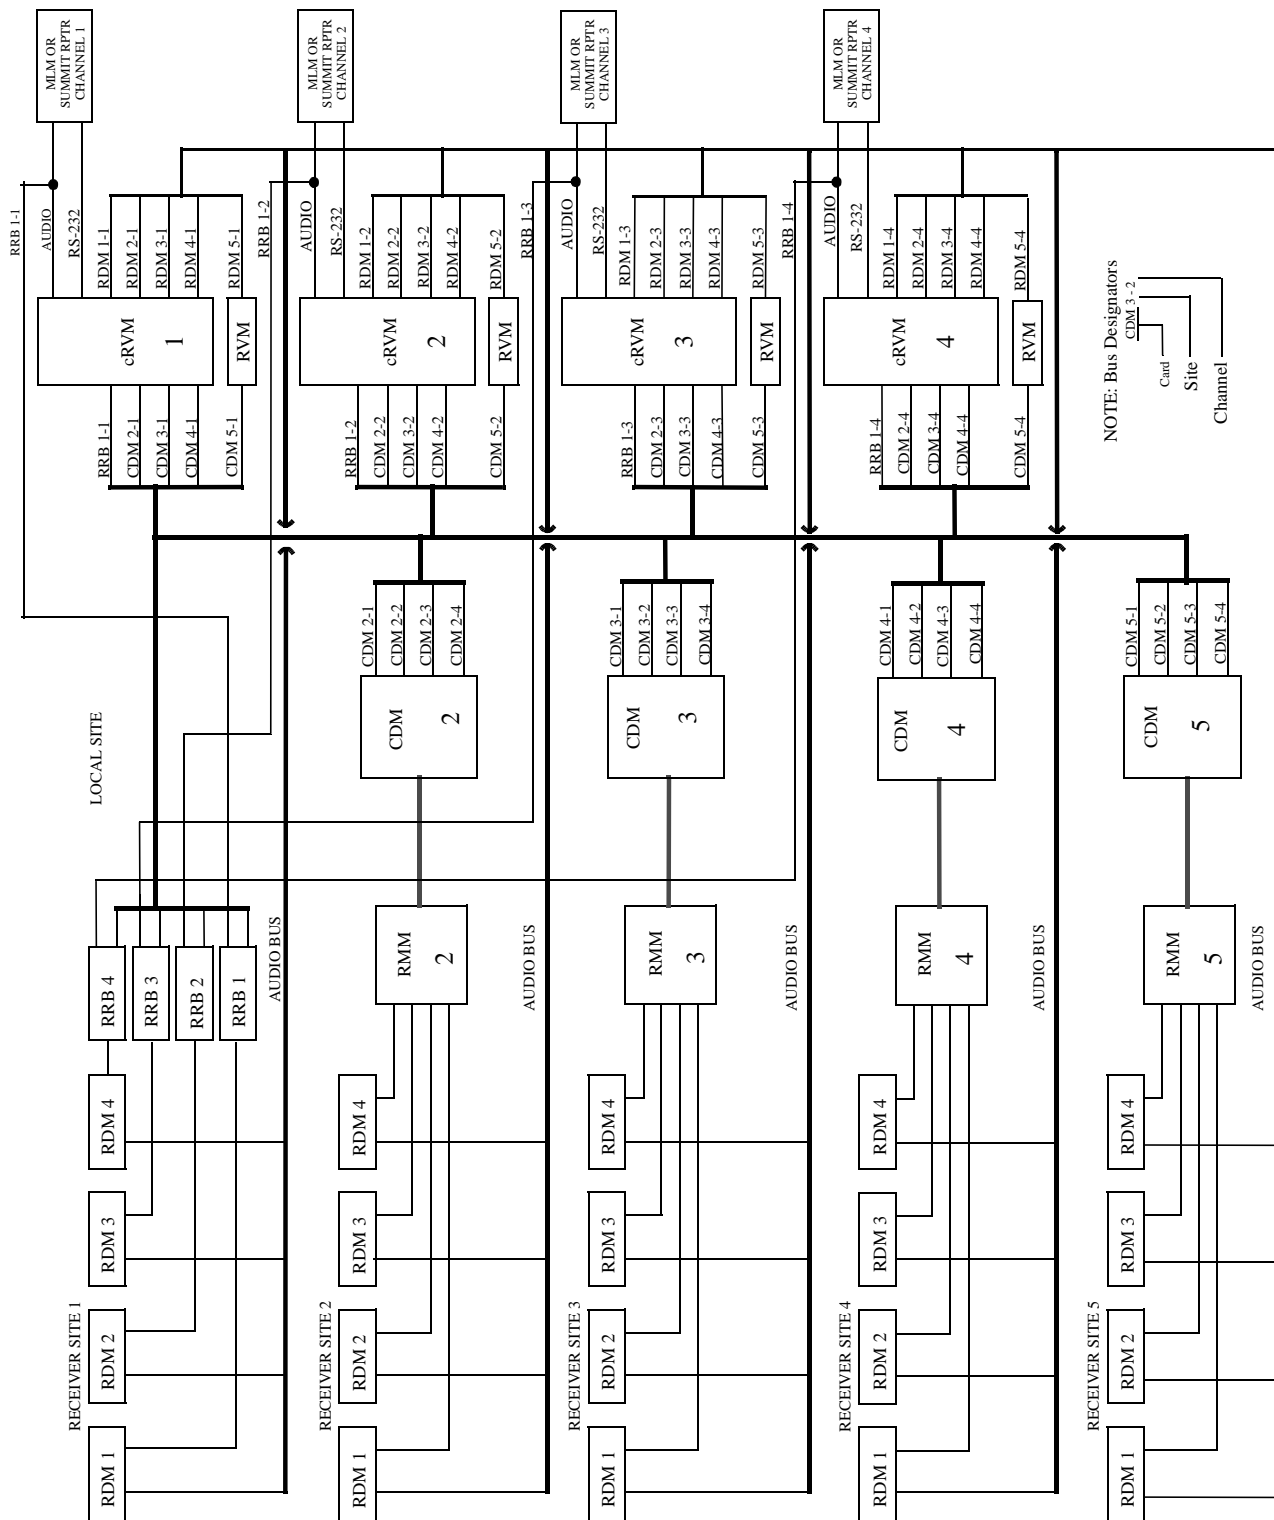 MLM OR
SUMMIT RPTR
CHANNEL 1
MLM OR
SUMMIT RPTR
CHANNEL 2
MLM OR
SUMMIT RPTR
CHANNEL 3
MLM OR
SUMMIT RPTR
CHANNEL 4
RRB 1-1
AUDIO
RS-232
RDM 1-1
RDM 2-1
RDM 3-1
RDM 4-1
RDM 5-1
RRB 1-2
AUDIO
RS-232
RDM 1-2
RDM 2-2
RDM 3-2
RDM 4-2
RDM 5-2
RRB 1-3
AUDIO
RS-232
RDM 1-3
RDM 2-3
RDM 3-3
RDM 4-3
RDM 5-3
RRB 1-4
AUDIO
RS-232
RDM 1-4
RDM 2-4
RDM 3-4
RDM 4-4
RDM 5-4
cRVM
1
RVM
cRVM
2
RVM
cRVM
3
RVM
cRVM
4
RVM
NOTE: Bus Designators
CDM 3 - 2
Card
Site
Channel
RRB 1-1
CDM 2-1
CDM 3-1
CDM 4-1
CDM 5-1
RRB 1-2
CDM 2-2
CDM 3-2
CDM 4-2
CDM 5-2
RRB 1-3
CDM 2-3
CDM 3-3
CDM 4-3
CDM 5-3
RRB 1-4
CDM 2-4
CDM 3-4
CDM 4-4
CDM 5-4
CDM 2-1
CDM 2-2
CDM 2-3
CDM 2-4
CDM 3-1
CDM 3-2
CDM 3-3
CDM 3-4
CDM 4-1
CDM 4-2
CDM 4-3
CDM 4-4
CDM 5-1
CDM 5-2
CDM 5-3
CDM 5-4
LOCAL SITE
CDM
2
CDM
3
CDM
4
CDM
5
RRB 4
RRB 3
RRB 2
RRB 1
AUDIO BUS
RMM
2
AUDIO BUS
RMM
3
AUDIO BUS
RMM
4
AUDIO BUS
RMM
5
AUDIO BUS
RECEIVER SITE 1
RDM 4
RDM 3
RDM 2
RDM 1
RECEIVER SITE 2
RDM 4
RDM 3
RDM 2
RDM 1
RECEIVER SITE 3
RDM 4
RDM 3
RDM 2
RDM 1
RECEIVER SITE 4
RDM 4
RDM 3
RDM 2
RDM 1
RECEIVER SITE 5
RDM 4
RDM 3
RDM 2
RDM 1